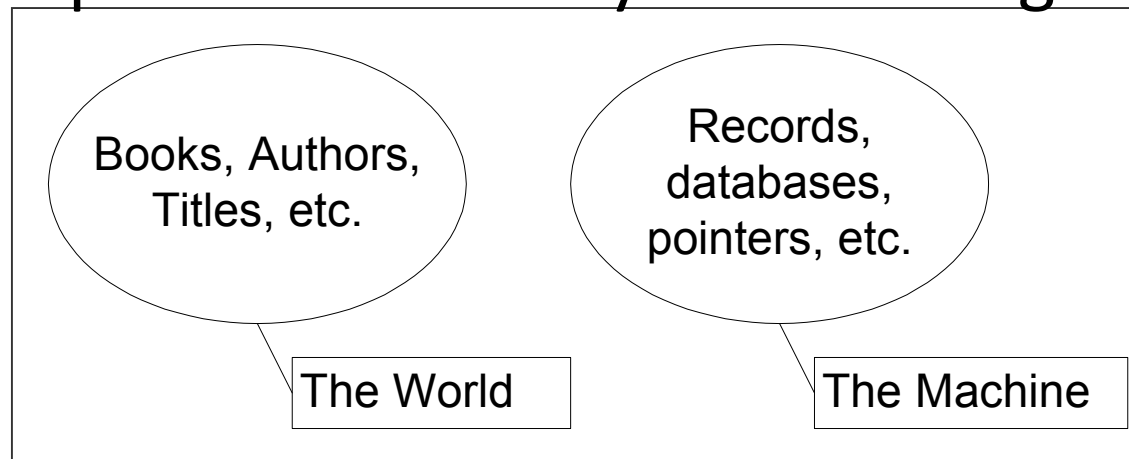 Books, Authors,
Titles, etc.
Records,
databases,
pointers, etc.
The World
The Machine